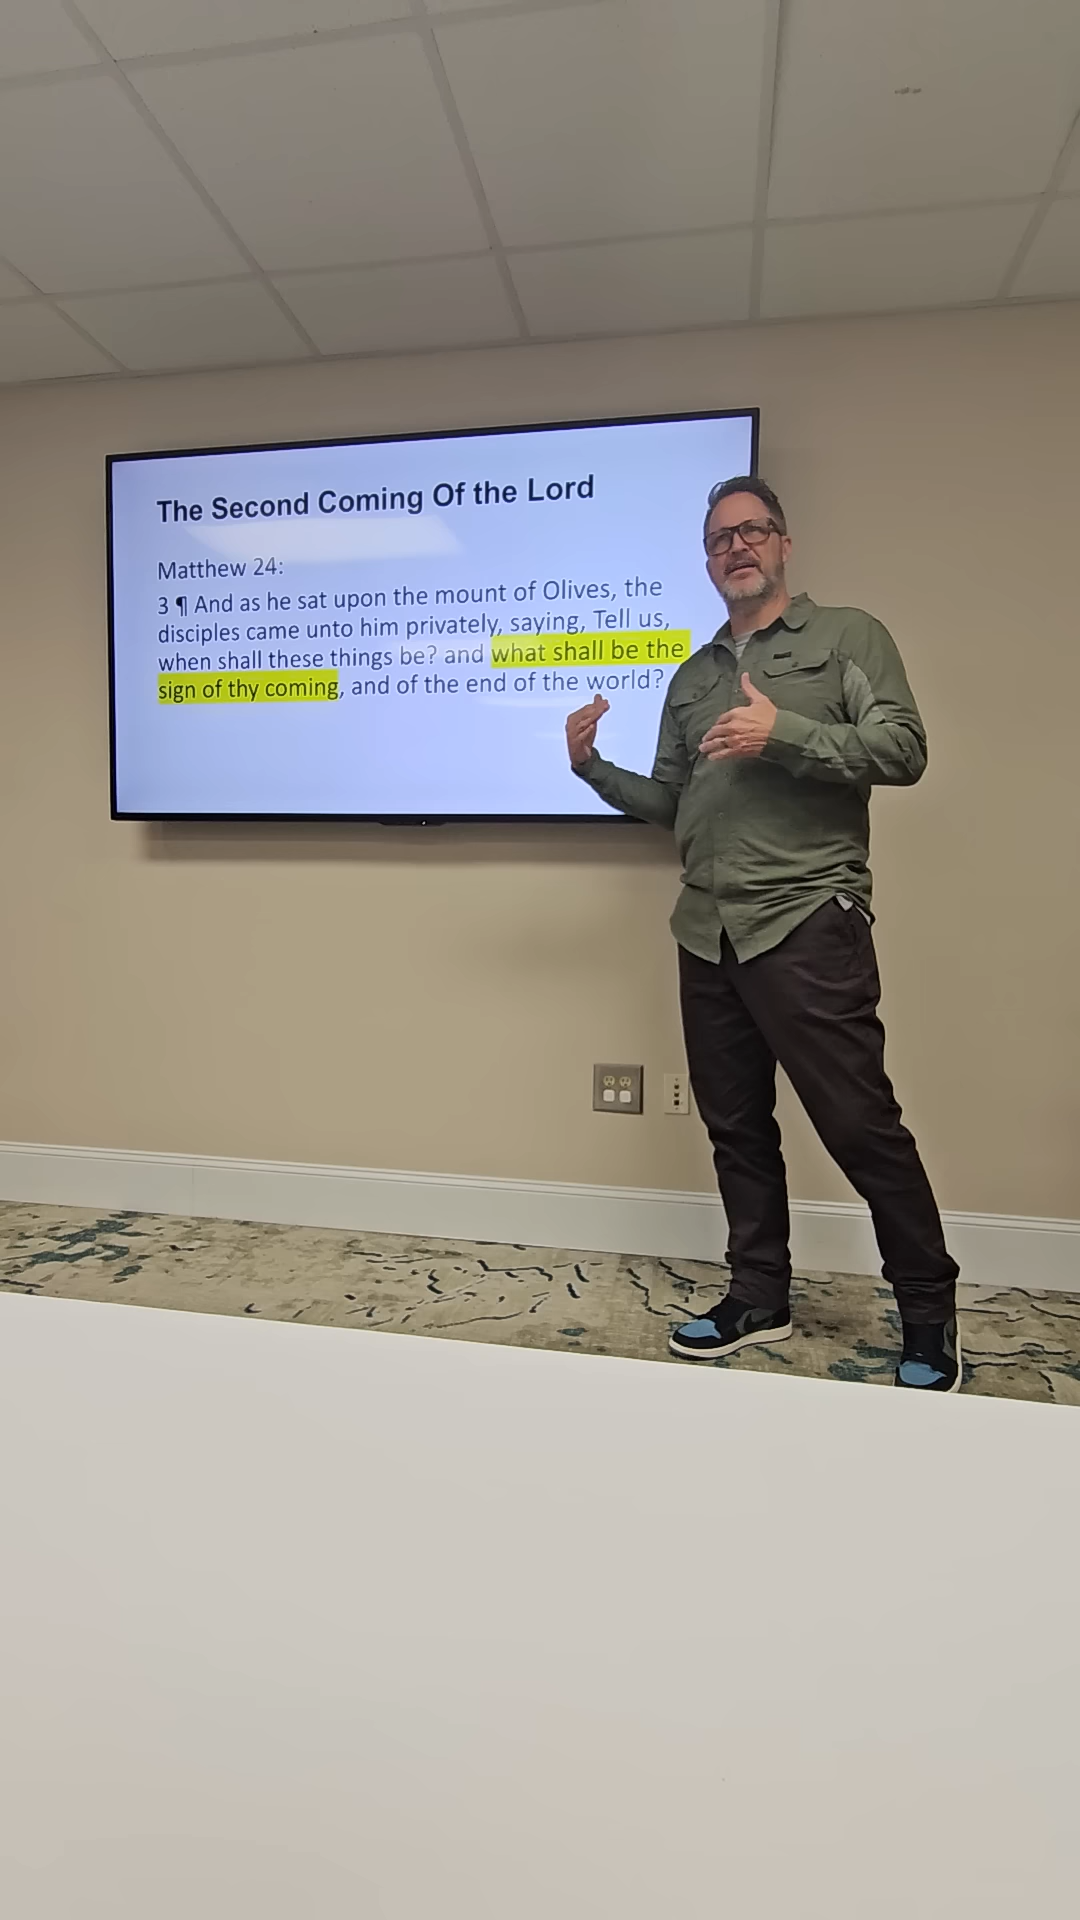 The Second Coming Of the Lord
Matthew 24:
3 ¶ And as he sat upon the mount of Olives, the
disciples came unto him privately, saying, Tell us,
when shall these things be? and what shall be the
sign of thy coming, and of the end of the world?